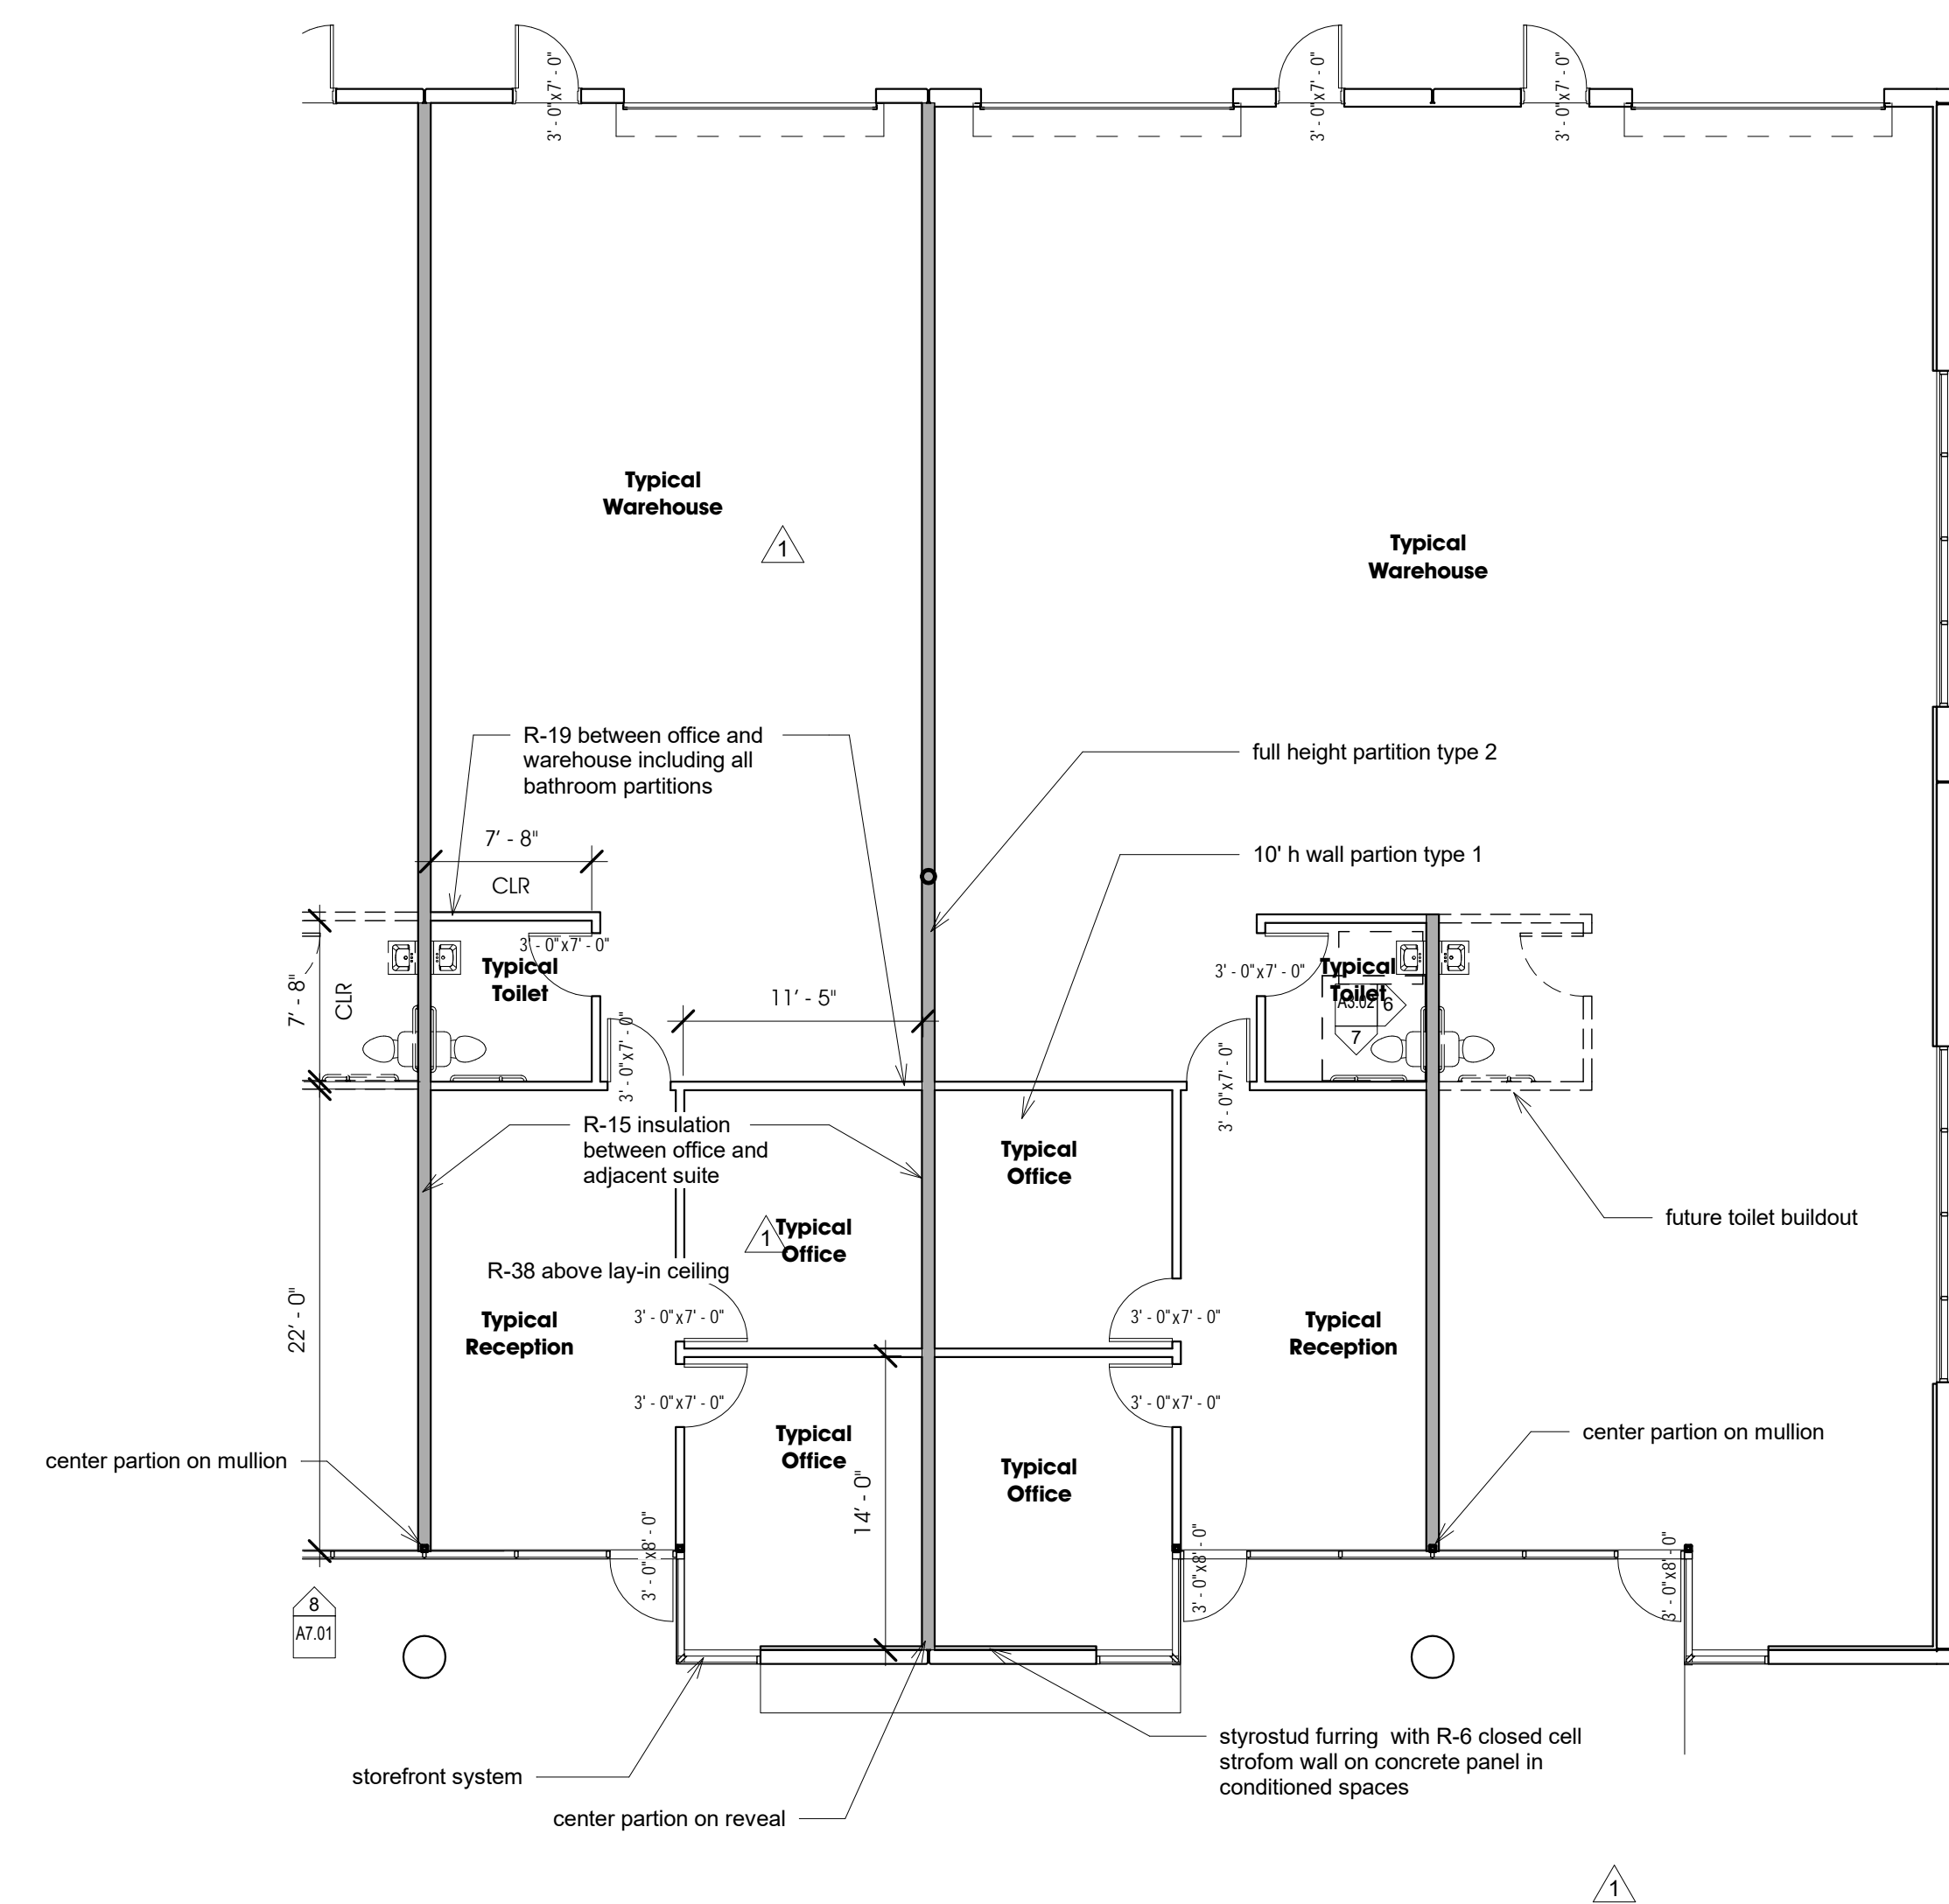 3' - 0"x7' - 0"
3' - 0"x7' - 0"
3' - 0"x7' - 0"
Typical
Warehouse
1
Typical
Warehouse
R-19 between office and
warehouse including all
bathroom partitions
full height partition type 2
7' - 8"
CLR
10' h wall partion type 1
3' - 0"x7' - 0"
Typical
Toilet
7' - 8"
CLR
11' - 5"
3' - 0"x7' - 0"
3' - 0"x7' - 0"
Typical
Toilet
A3.02
6
7
3' - 0"x7' - 0"
R-15 insulation
between office and
adjacent suite
Typical
Office
1
Typical
Office
future toilet buildout
R-38 above lay-in ceiling
22' - 0"
Typical
Reception
3' - 0"x7' - 0"
3' - 0"x7' - 0"
Typical
Reception
3' - 0"x7' - 0"
3' - 0"x7' - 0"
Typical
Office
14' - 0"
Typical
Office
center partion on mullion
center partion on mullion
3' - 0"x8' - 0"
3' - 0"x8' - 0"
3' - 0"x8' - 0"
8
A7.01
styrostud furring with R-6 closed cell
strofom wall on concrete panel in
conditioned spaces
storefront system
center partion on reveal
1